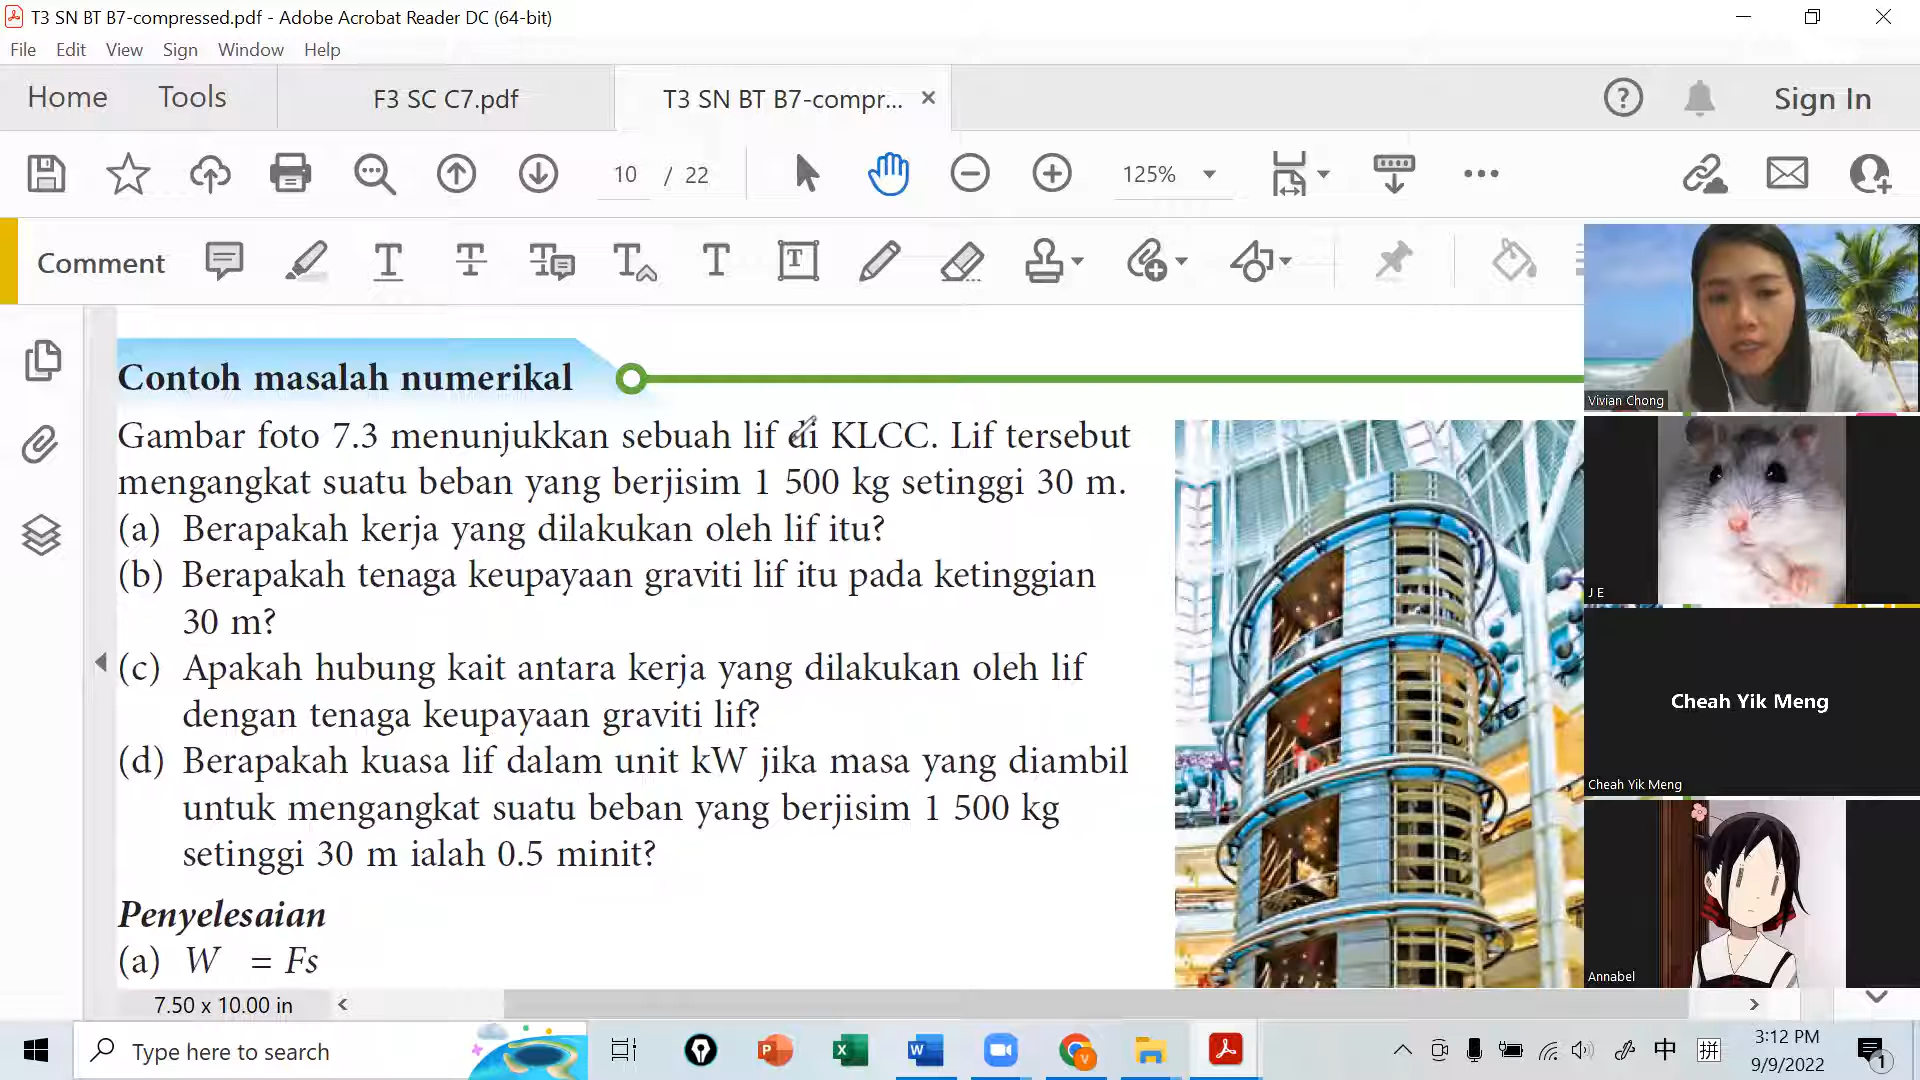 T3 SN BT B7-compressed.pdf - Adobe Acrobat Reader DC (64-bit)
File Edit View Sign Window Help
Home Tools F3 SC C7.pdf T3 SN BT B7-compr... × Sign In
10 / 22 125%
Comment
Contoh masalah numerikal
Gambar foto 7.3 menunjukkan sebuah lif di KLCC. Lif tersebut
mengangkat suatu beban yang berjisim 1 500 kg setinggi 30 m.
(a) Berapakah kerja yang dilakukan oleh lif itu?
(b) Berapakah tenaga keupayaan graviti lif itu pada ketinggian
30 m?
(c) Apakah hubung kait antara kerja yang dilakukan oleh lif
dengan tenaga keupayaan graviti lif?
(d) Berapakah kuasa lif dalam unit kW jika masa yang diambil
untuk mengangkat suatu beban yang berjisim 1 500 kg
setinggi 30 m ialah 0.5 minit?
Penyelesaian
(a) W = Fs
7.50 x 10.00 in
Vivian Chong
J E
Cheah Yik Meng
Cheah Yik Meng
Annabel
Type here to search
中 拼
3:12 PM
9/9/2022
1